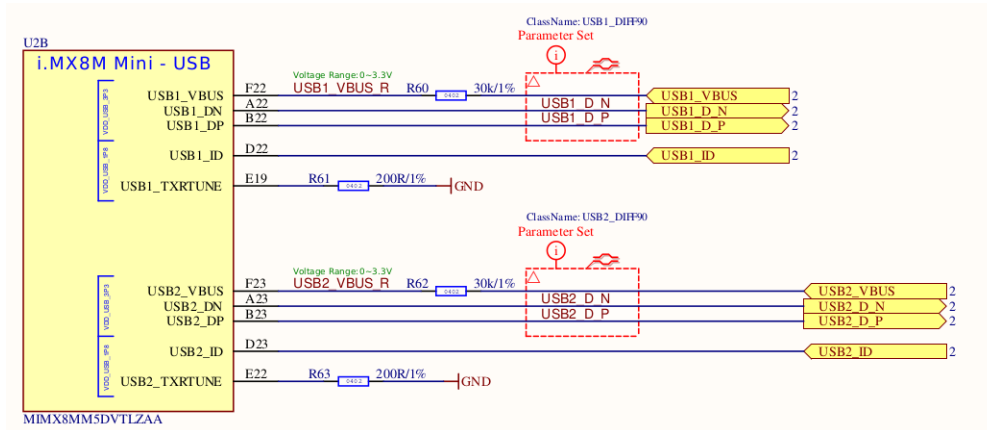 ClassName: USB1_DIFF90
Parameter Set
i
U2B
i.MX8M Mini - USB
VDD_USB_3P3
USB1_VBUS F22 Voltage Range:0~3.3V USB1_VBUS_R R60 0402 30k/1% USB1_VBUS 2
USB1_DN A22 USB1_D_N USB1_D_N 2
USB1_DP B22 USB1_D_P USB1_D_P 2
VDD_USB_1P8
USB1_ID D22 USB1_ID 2
USB1_TXRTUNE E19 R61 0402 200R/1% GND
ClassName: USB2_DIFF90
Parameter Set
i
VDD_USB_3P3
USB2_VBUS F23 Voltage Range:0~3.3V USB2_VBUS_R R62 0402 30k/1% USB2_VBUS 2
USB2_DN A23 USB2_D_N USB2_D_N 2
USB2_DP B23 USB2_D_P USB2_D_P 2
VDD_USB_1P8
USB2_ID D23 USB2_ID 2
USB2_TXRTUNE E22 R63 0402 200R/1% GND
MIMX8MM5DVTLZAA